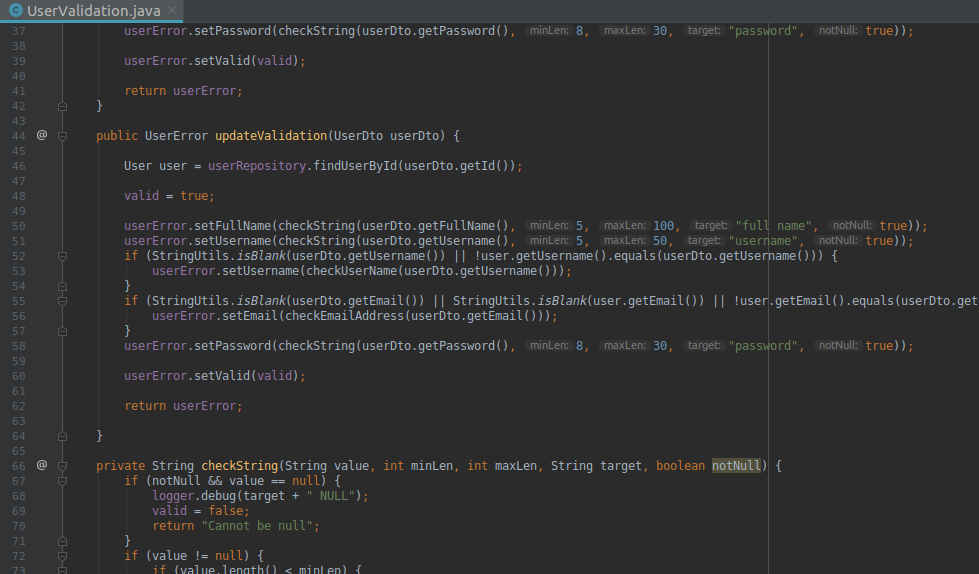 UserValidation.java
37 userError.setPassword(checkString(userDto.getPassword(), minLen: 8, maxLen: 30, target: "password", notNull: true));
38
39 userError.setValid(valid);
40
41 return userError;
42 }
43
44 @ public UserError updateValidation(UserDto userDto) {
45
46 User user = userRepository.findUserById(userDto.getId());
47
48 valid = true;
49
50 userError.setFullName(checkString(userDto.getFullName(), minLen: 5, maxLen: 100, target: "full name", notNull: true));
51 userError.setUsername(checkString(userDto.getUsername(), minLen: 5, maxLen: 50, target: "username", notNull: true));
52 if (StringUtils.isBlank(userDto.getUsername()) || !user.getUsername().equals(userDto.getUsername())) {
53 userError.setUsername(checkUserName(userDto.getUsername()));
54 }
55 if (StringUtils.isBlank(userDto.getEmail()) || StringUtils.isBlank(user.getEmail()) || !user.getEmail().equals(userDto.get
56 userError.setEmail(checkEmailAddress(userDto.getEmail()));
57 }
58 userError.setPassword(checkString(userDto.getPassword(), minLen: 8, maxLen: 30, target: "password", notNull: true));
59
60 userError.setValid(valid);
61
62 return userError;
63
64 }
65
66 @ private String checkString(String value, int minLen, int maxLen, String target, boolean notNull) {
67 if (notNull && value == null) {
68 logger.debug(target + " NULL");
69 valid = false;
70 return "Cannot be null";
71 }
72 if (value != null) {
73 if (value.length() < minLen) {